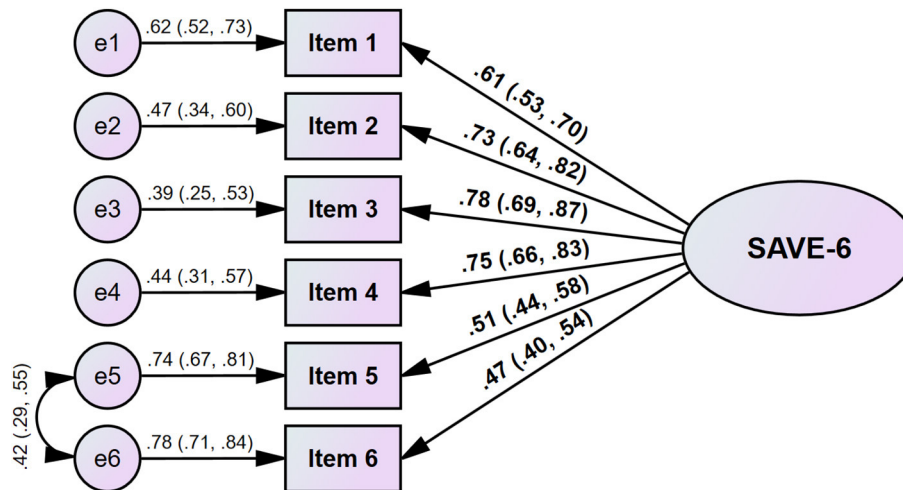 e1 .62 (.52, .73) Item 1
.61 (.53, .70)
e2 .47 (.34, .60) Item 2
.73 (.64, .82)
e3 .39 (.25, .53) Item 3
.78 (.69, .87)
SAVE-6
e4 .44 (.31, .57) Item 4
.75 (.66, .83)
e5 .74 (.67, .81) Item 5
.51 (.44, .58)
.42 (.29, .55)
e6 .78 (.71, .84) Item 6
.47 (.40, .54)